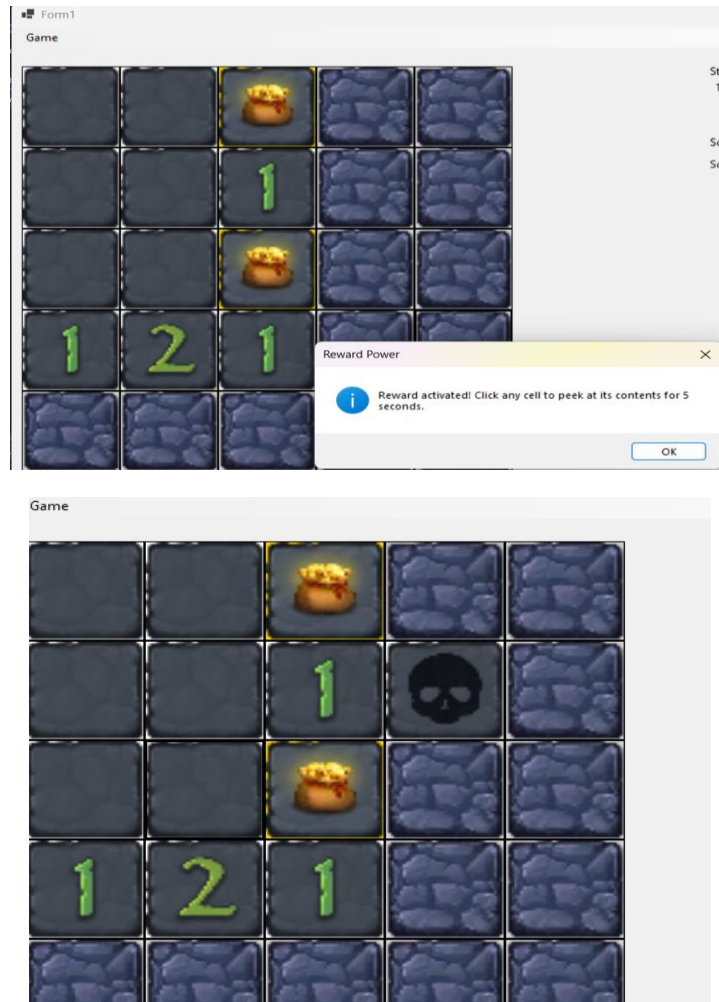 Form1
Game
1
1 2 1
Reward Power
Reward activated! Click any cell to peek at its contents for 5
seconds.
OK
Game
1
1 2 1